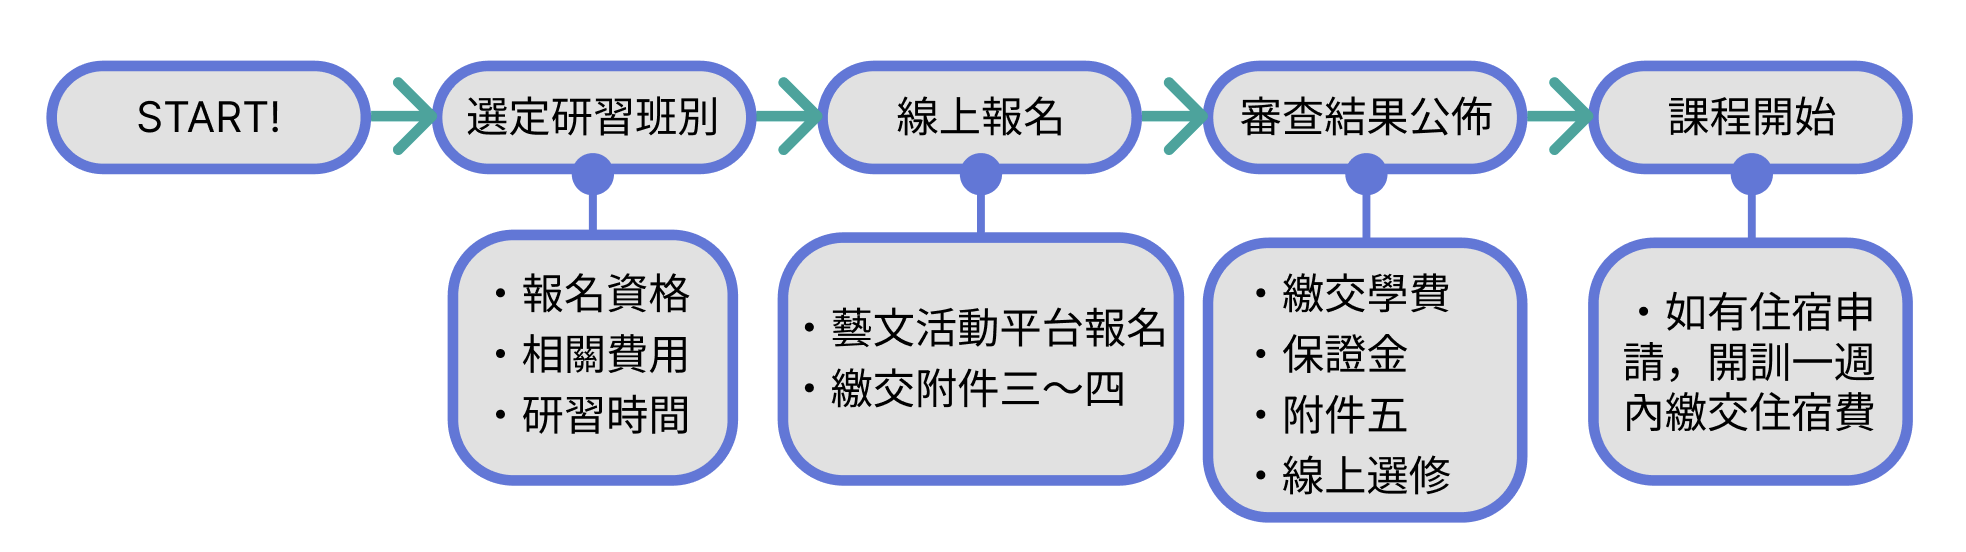 START!
選定研習班別
線上報名
審查結果公佈
課程開始
・報名資格
・相關費用
・研習時間
・藝文活動平台報名
・繳交附件三～四
・繳交學費
・保證金
・附件五
・線上選修
・如有住宿申
請，開訓一週
內繳交住宿費